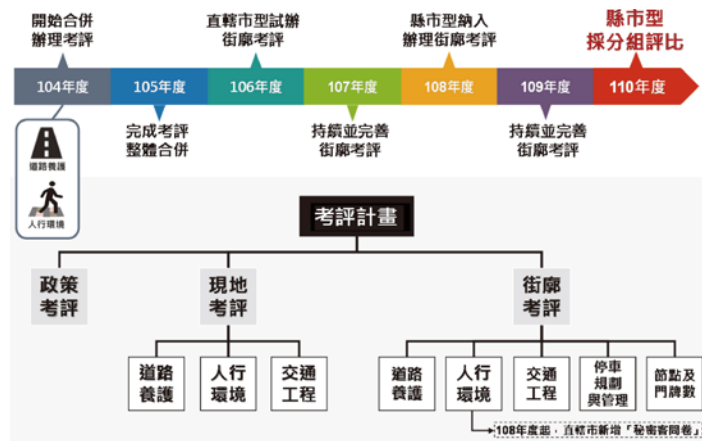 開始合併
辦理考評
直轄市型試辦
街廓考評
縣市型納入
辦理街廓考評
縣市型
採分組評比
104年度
105年度
106年度
107年度
108年度
109年度
110年度
道路養護
人行環境
完成考評
整體合併
持續並完善
街廓考評
持續並完善
街廓考評
考評計畫
政策
考評
現地
考評
街廓
考評
道路
養護
人行
環境
交通
工程
道路
養護
人行
環境
交通
工程
停車
規劃
與管理
節點及
門牌數
108年度起，直轄市新增「秘密客問卷」